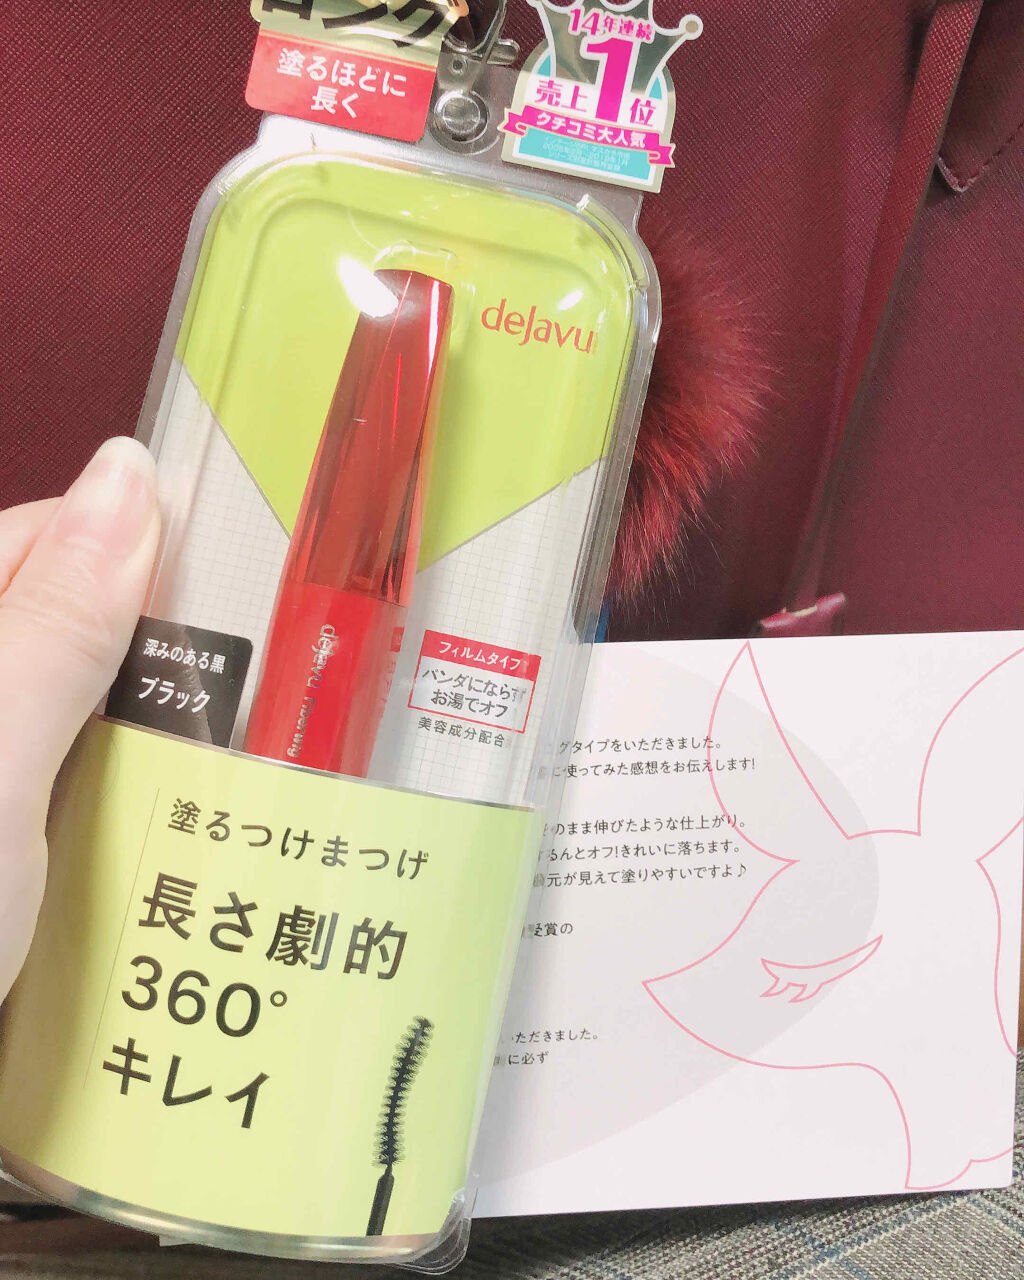 ロング
塗るほどに
長く
14年連続
売上1位
クチコミ大人気
dejavu
深みのある黒
ブラック
dejavu Fiberwig
フィルムタイプ
パンダにならず
お湯でオフ
美容成分配合
塗るつけまつげ
長さ劇的
360°
キレイ
グタイプをいただきました。
に使ってみた感想をお伝えします!
のまま伸びたような仕上がり。
るんとオフ!きれいに落ちます。
元が見えて塗りやすいですよ♪
受賞の
いただきました。
に必ず